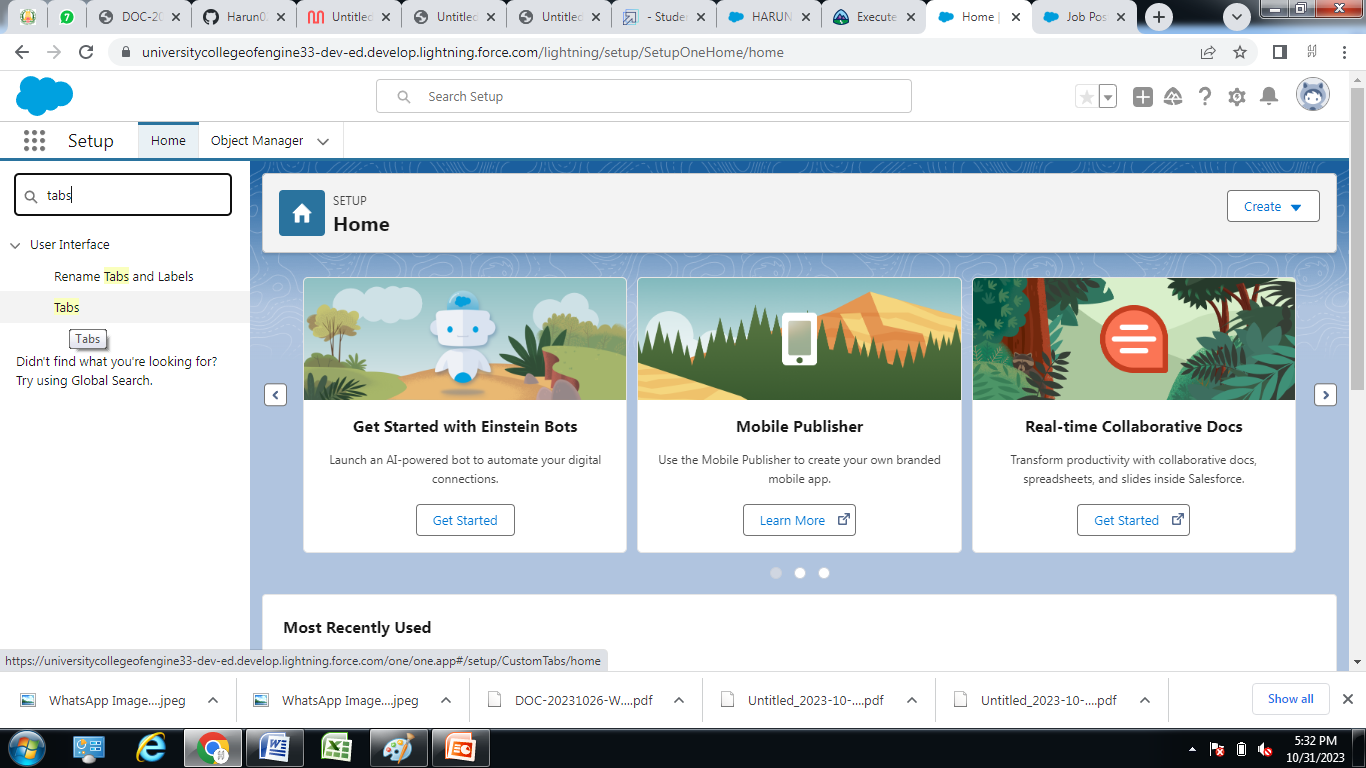 DOC-20
Harun0
Untitled
Untitled
Untitled
- Studen
HARUN
Execute
Home |
Job Pos
universitycollegeofengine33-dev-ed.develop.lightning.force.com/lightning/setup/SetupOneHome/home
Search Setup
Setup
Home
Object Manager
tabs
User Interface
Rename Tabs and Labels
Tabs
Tabs
Didn't find what you're looking for?
Try using Global Search.
SETUP
Home
Create
Get Started with Einstein Bots
Launch an AI-powered bot to automate your digital
connections.
Get Started
Mobile Publisher
Use the Mobile Publisher to create your own branded
mobile app.
Learn More
Real-time Collaborative Docs
Transform productivity with collaborative docs,
spreadsheets, and slides inside Salesforce.
Get Started
Most Recently Used
https://universitycollegeofengine33-dev-ed.develop.lightning.force.com/one/one.app#/setup/CustomTabs/home
WhatsApp Image....jpeg
WhatsApp Image....jpeg
DOC-20231026-W....pdf
Untitled_2023-10-....pdf
Untitled_2023-10-....pdf
Show all
5:32 PM
10/31/2023